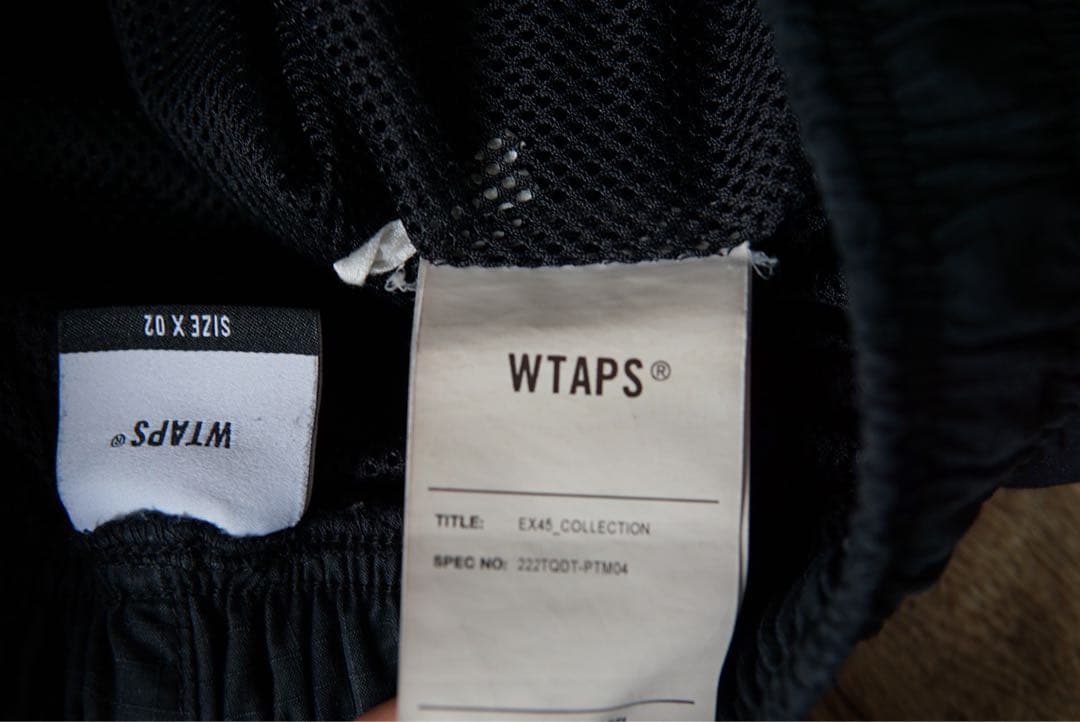 SIZE X 02
WTAPS®
WTAPS®
TITLE: EX45_COLLECTION
SPEC NO: 222TQDT-PTM04